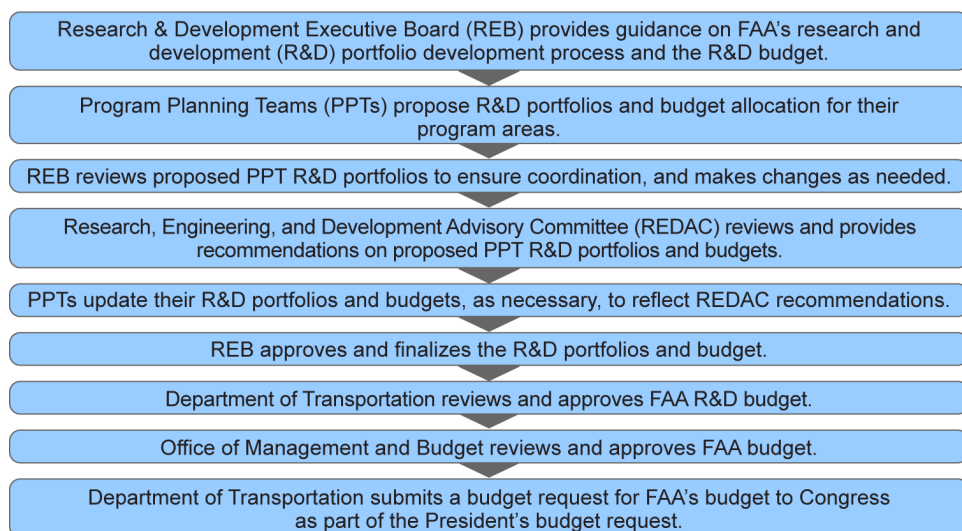 Research & Development Executive Board (REB) provides guidance on FAA's research and
development (R&D) portfolio development process and the R&D budget.
Program Planning Teams (PPTs) propose R&D portfolios and budget allocation for their
program areas.
REB reviews proposed PPT R&D portfolios to ensure coordination, and makes changes as needed.
Research, Engineering, and Development Advisory Committee (REDAC) reviews and provides
recommendations on proposed PPT R&D portfolios and budgets.
PPTs update their R&D portfolios and budgets, as necessary, to reflect REDAC recommendations.
REB approves and finalizes the R&D portfolios and budget.
Department of Transportation reviews and approves FAA R&D budget.
Office of Management and Budget reviews and approves FAA budget.
Department of Transportation submits a budget request for FAA's budget to Congress
as part of the President's budget request.